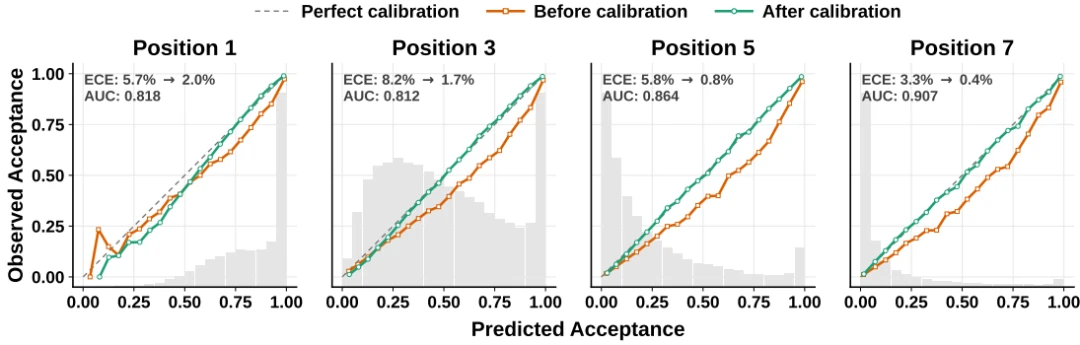 Perfect calibration Before calibration After calibration
Position 1 Position 3 Position 5 Position 7
ECE: 5.7% → 2.0% ECE: 8.2% → 1.7% ECE: 5.8% → 0.8% ECE: 3.3% → 0.4%
AUC: 0.818 AUC: 0.812 AUC: 0.864 AUC: 0.907
Observed Acceptance
1.00
0.75
0.50
0.25
0.00
0.00 0.25 0.50 0.75 1.00 0.00 0.25 0.50 0.75 1.00 0.00 0.25 0.50 0.75 1.00 0.00 0.25 0.50 0.75 1.00
Predicted Acceptance